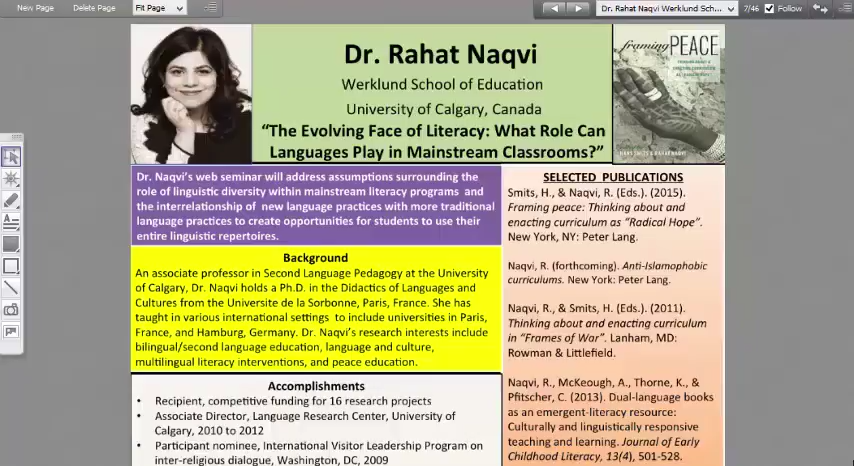 New Page
Delete Page
Fit Page
Dr. Rahat Naqvi Werklund Sch...
7/46
Follow
Dr. Rahat Naqvi
Werklund School of Education
University of Calgary, Canada
“The Evolving Face of Literacy: What Role Can
Languages Play in Mainstream Classrooms?”
framing PEACE
Dr. Naqvi’s web seminar will address assumptions surrounding the
role of linguistic diversity within mainstream literacy programs and
the interrelationship of new language practices with more traditional
language practices to create opportunities for students to use their
entire linguistic repertoires.
Background
An associate professor in Second Language Pedagogy at the University
of Calgary, Dr. Naqvi holds a Ph.D. in the Didactics of Languages and
Cultures from the Universite de la Sorbonne, Paris, France. She has
taught in various international settings to include universities in Paris,
France, and Hamburg, Germany. Dr. Naqvi’s research interests include
bilingual/second language education, language and culture,
multilingual literacy interventions, and peace education.
Accomplishments
• Recipient, competitive funding for 16 research projects
• Associate Director, Language Research Center, University of
Calgary, 2010 to 2012
• Participant nominee, International Visitor Leadership Program on
inter-religious dialogue, Washington, DC, 2009
SELECTED PUBLICATIONS
Smits, H., & Naqvi, R. (Eds.). (2015).
Framing peace: Thinking about and
enacting curriculum as “Radical Hope”.
New York, NY: Peter Lang.
Naqvi, R. (forthcoming). Anti-Islamophobic
curriculums. New York: Peter Lang.
Naqvi, R., & Smits, H. (Eds.). (2011).
Thinking about and enacting curriculum
in “Frames of War”. Lanham, MD:
Rowman & Littlefield.
Naqvi, R., McKeough, A., Thorne, K., &
Pfitscher, C. (2013). Dual-language books
as an emergent-literacy resource:
Culturally and linguistically responsive
teaching and learning. Journal of Early
Childhood Literacy, 13(4), 501-528.